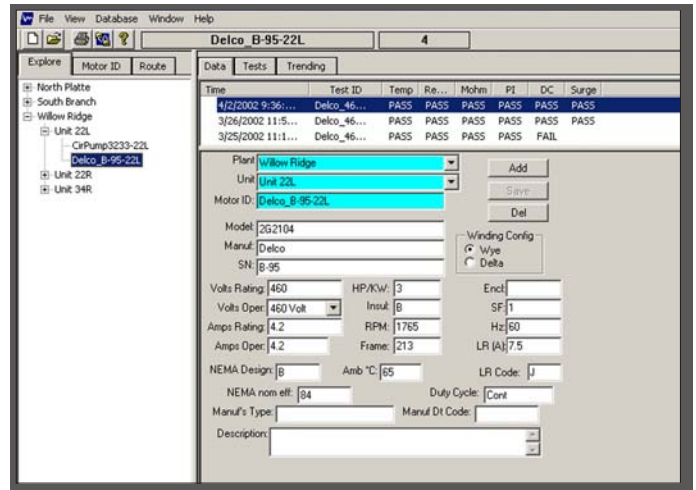 File View Database Window Help
Delco_B-95-22L 4
Explore Motor ID Route
Data Tests Trending
North Platte
South Branch
Willow Ridge
Unit 22L
CirPump3233-22L
Delco_B-95-22L
Unit 22R
Unit 34R
Time Test ID Temp Re... Mohm PI DC Surge
4/2/2002 9:36:... Delco_46... PASS PASS PASS PASS PASS PASS
3/26/2002 11:5... Delco_46... PASS PASS PASS PASS PASS PASS
3/25/2002 11:1... Delco_46... PASS PASS PASS PASS FAIL
Plant Willow Ridge
Unit Unit 22L
Motor ID: Delco_B-95-22L
Add
Save
Del
Model: 2G2104
Manuf: Delco
SN: B-95
Winding Config
Wye
Delta
Volts Rating: 460 HP/KW: 3 Encl:
Volts Oper: 460 Volt Insul: B SF: 1
Amps Rating: 4.2 RPM: 1765 Hz: 60
Amps Oper: 4.2 Frame: 213 LR (A): 7.5
NEMA Design: B Amb °C: 65 LR Code: J
NEMA nom eff: 84 Duty Cycle: Cont
Manuf's Type: Manuf Dt Code:
Description: